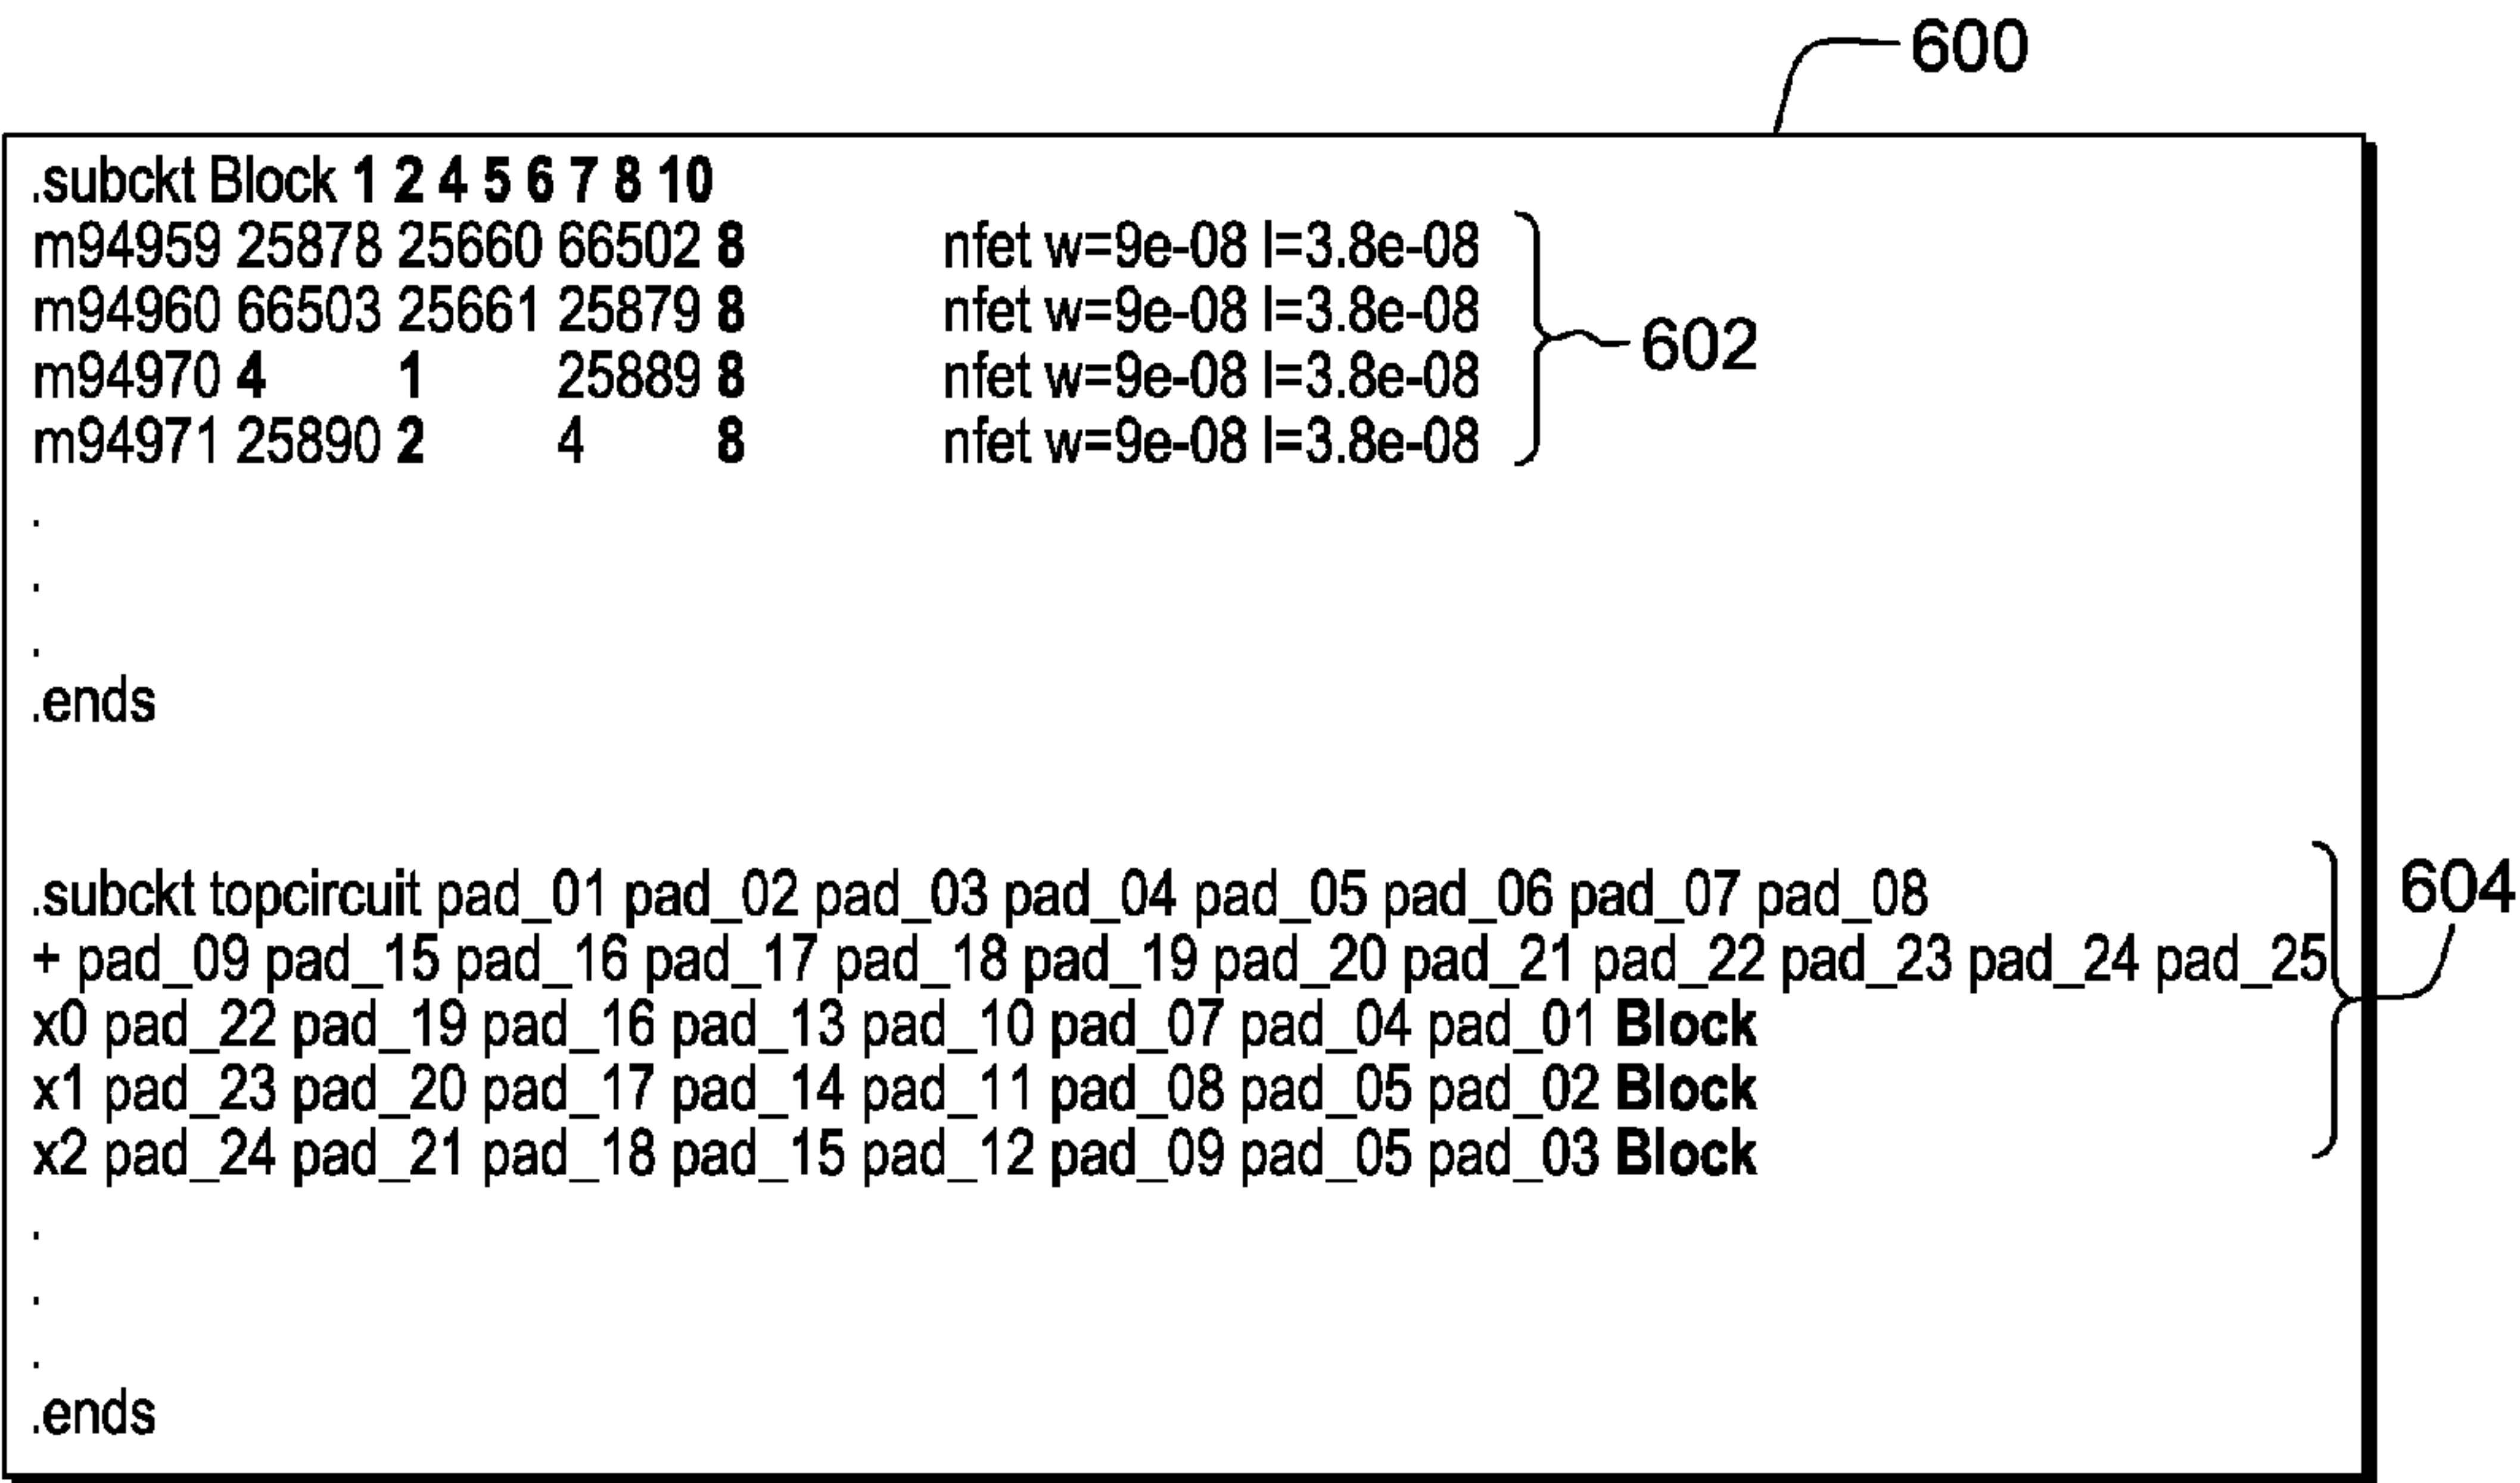 600
.subckt Block 1 2 4 5 6 7 8 10
m94959 25878 25660 66502 8 nfet w=9e-08 l=3.8e-08
m94960 66503 25661 25879 8 nfet w=9e-08 l=3.8e-08
m94970 4 1 25889 8 nfet w=9e-08 l=3.8e-08
m94971 25890 2 4 8 nfet w=9e-08 l=3.8e-08
602
.
.
.
.ends
.subckt topcircuit pad_01 pad_02 pad_03 pad_04 pad_05 pad_06 pad_07 pad_08
+ pad_09 pad_15 pad_16 pad_17 pad_18 pad_19 pad_20 pad_21 pad_22 pad_23 pad_24 pad_25
x0 pad_22 pad_19 pad_16 pad_13 pad_10 pad_07 pad_04 pad_01 Block
x1 pad_23 pad_20 pad_17 pad_14 pad_11 pad_08 pad_05 pad_02 Block
x2 pad_24 pad_21 pad_18 pad_15 pad_12 pad_09 pad_05 pad_03 Block
604
.
.
.
.ends